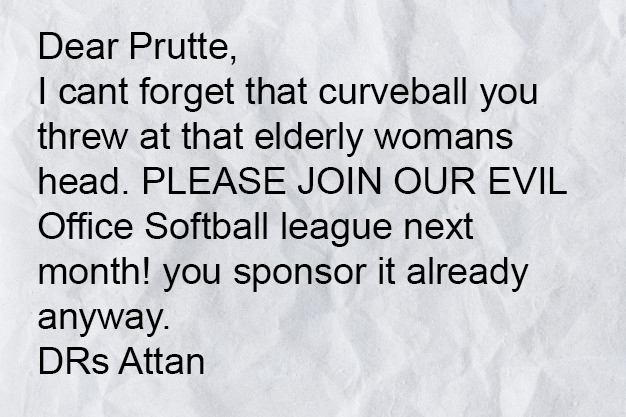 Dear Prutte,
I cant forget that curveball you
threw at that elderly womans
head. PLEASE JOIN OUR EVIL
Office Softball league next
month! you sponsor it already
anyway.
DRs Attan